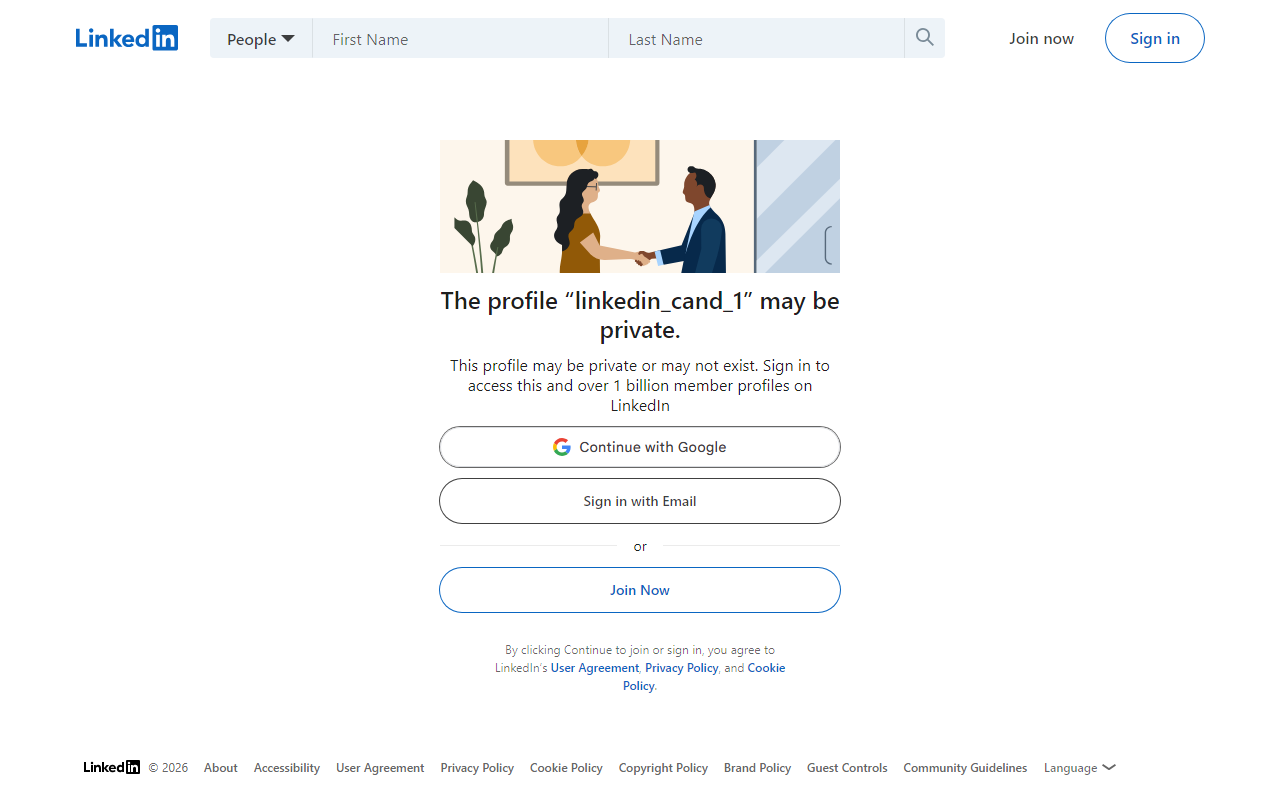 LinkedIn People First Name Last Name Join now Sign in
The profile “linkedin_cand_1” may be
private.
This profile may be private or may not exist. Sign in to
access this and over 1 billion member profiles on
LinkedIn
Continue with Google
Sign in with Email
or
Join Now
By clicking Continue to join or sign in, you agree to
LinkedIn’s User Agreement, Privacy Policy, and Cookie
Policy.
LinkedIn © 2026 About Accessibility User Agreement Privacy Policy Cookie Policy Copyright Policy Brand Policy Guest Controls Community Guidelines Language